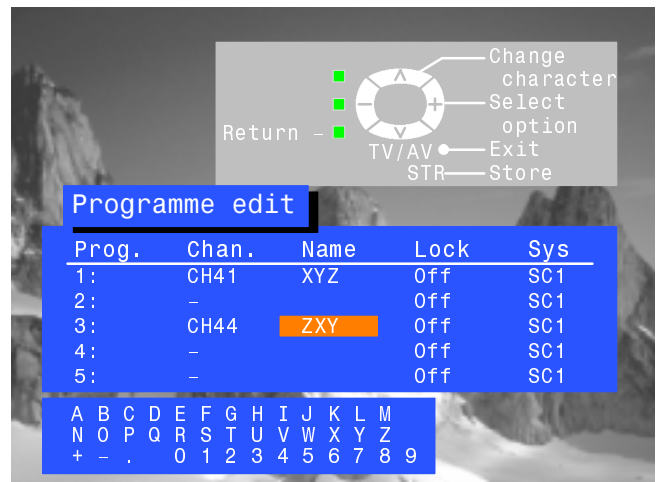 Change
character
Select
option
Return –
TV/AV
Exit
STR
Store
Programme edit
Prog. Chan. Name Lock Sys
1: CH41 XYZ Off SC1
2: – Off SC1
3: CH44 ZXY Off SC1
4: – Off SC1
5: – Off SC1
A B C D E F G H I J K L M
N O P Q R S T U V W X Y Z
+ – . 0 1 2 3 4 5 6 7 8 9